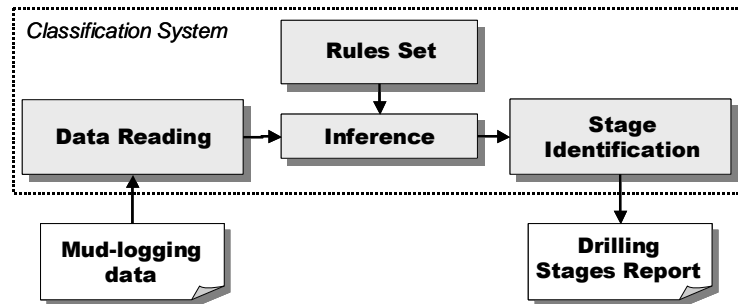 Classification System
Rules Set
Data Reading
Inference
Stage
Identification
Mud-logging
data
Drilling
Stages Report